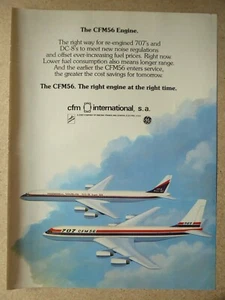 The CFM56 Engine.
The right way for re-engined 707's and
DC-8's to meet new noise regulations
and offset ever-increasing fuel prices. Right now.
Lower fuel consumption also means longer range.
And the earlier the CFM56 enters service,
the greater the cost savings for tomorrow.
The CFM56. The right engine at the right time.
cfm international, s.a.
707 CFM56